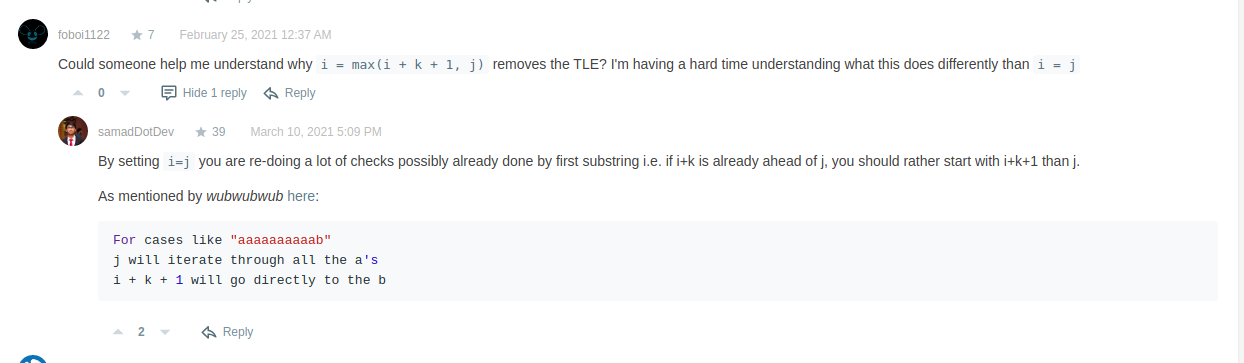 foboi1122 7 February 25, 2021 12:37 AM
Could someone help me understand why i = max(i + k + 1, j) removes the TLE? I'm having a hard time understanding what this does differently than i = j
0 Hide 1 reply Reply
samadDotDev 39 March 10, 2021 5:09 PM
By setting i=j you are re-doing a lot of checks possibly already done by first substring i.e. if i+k is already ahead of j, you should rather start with i+k+1 than j.
As mentioned by wubwubwub here:
For cases like "aaaaaaaaaab"
j will iterate through all the a's
i + k + 1 will go directly to the b
2 Reply